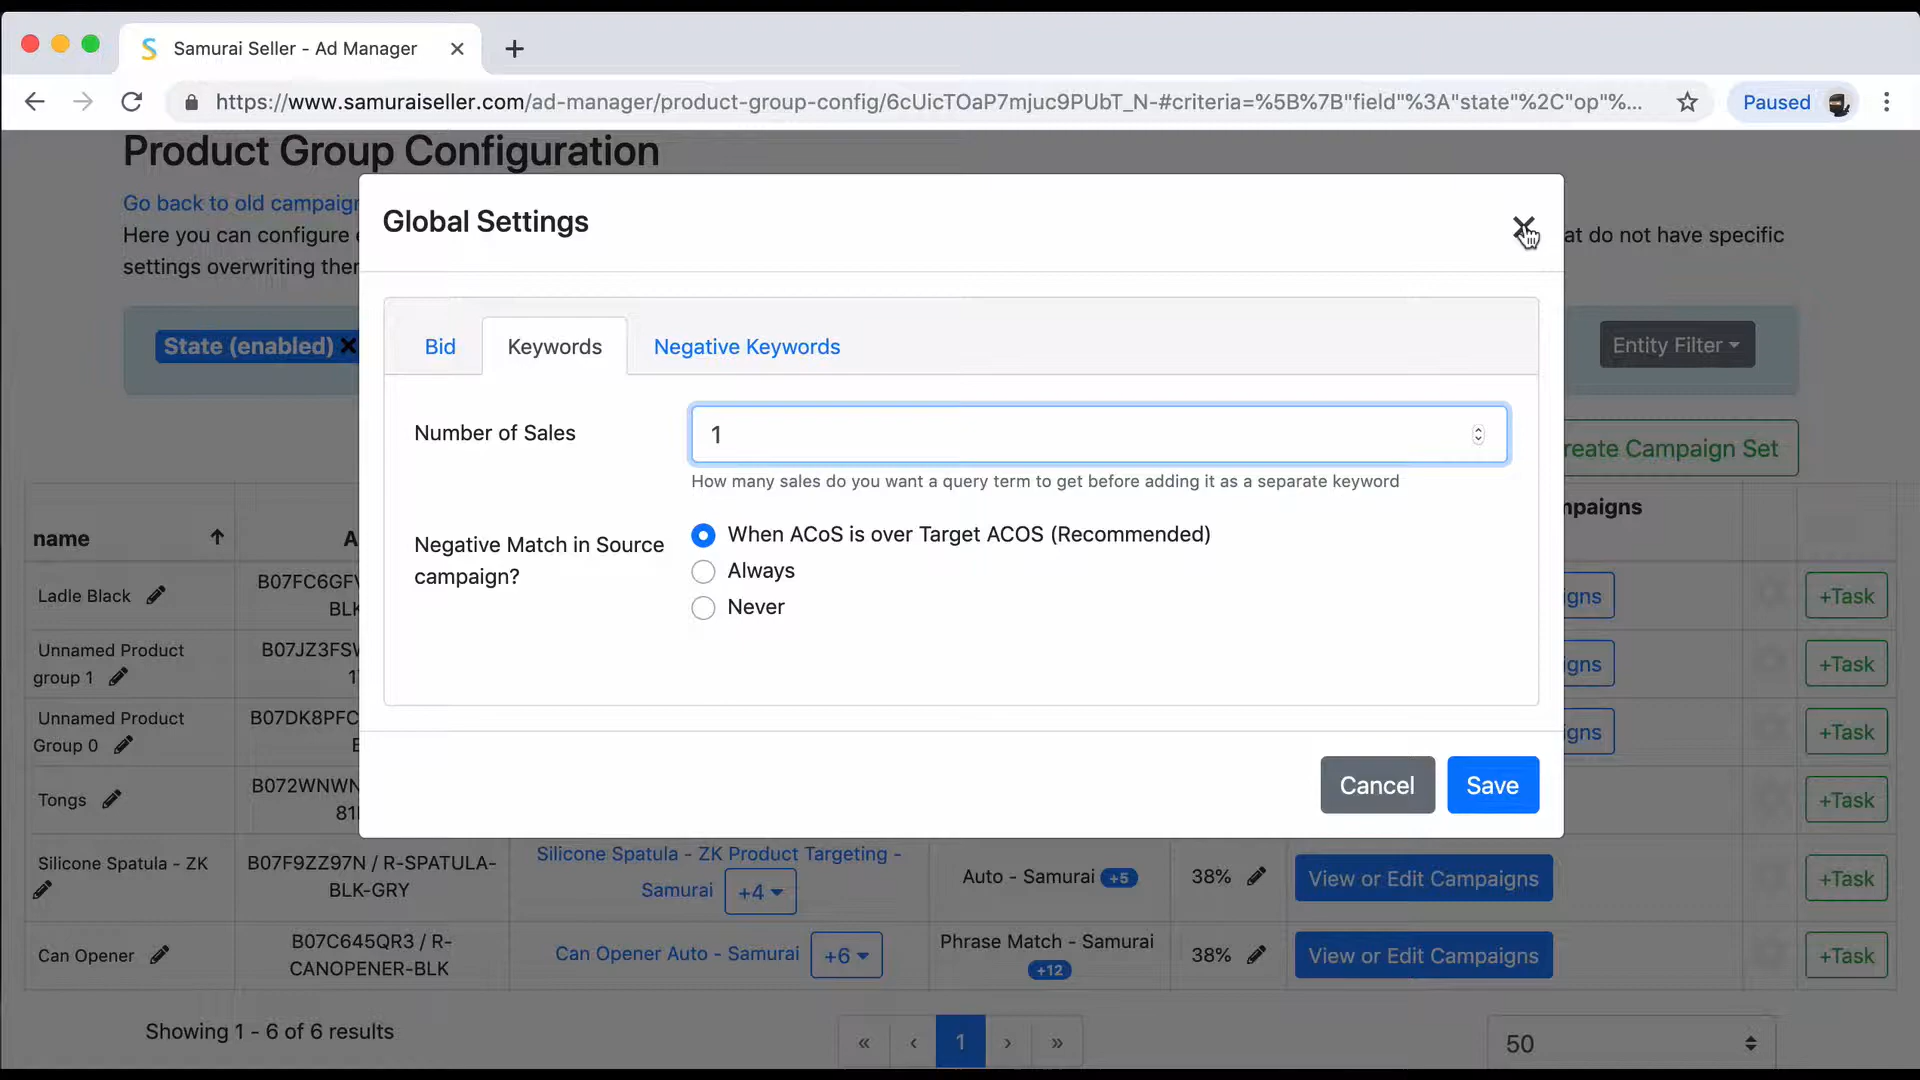 Samurai Seller - Ad Manager
https://www.samuraiseller.com/ad-manager/product-group-config/6cUicTOaP7mjuc9PUbT_N-#criteria=%5B%7B"field"%3A"state"%2C"op"%...
Paused
Product Group Configuration
Go back to old campaign
Here you can configure
at do not have specific
settings overwriting
Global Settings
State (enabled)
Entity Filter
Bid
Keywords
Negative Keywords
Number of Sales
1
How many sales do you want a query term to get before adding it as a separate keyword
Negative Match in Source
campaign?
When ACoS is over Target ACOS (Recommended)
Always
Never
Cancel
Save
reate Campaign Set
name
A
mpaigns
Ladle Black
B07FC6GFV
BLK
gns
+Task
Unnamed Product
group 1
B07JZ3FSW
1
gns
+Task
Unnamed Product
Group 0
B07DK8PFC
gns
+Task
Tongs
B072WNWN
81
+Task
Silicone Spatula - ZK
B07F9ZZ97N / R-SPATULA-
BLK-GRY
Silicone Spatula - ZK Product Targeting -
Samurai
+4
Auto - Samurai
+5
38%
View or Edit Campaigns
+Task
Can Opener
B07C645QR3 / R-
CANOPENER-BLK
Can Opener Auto - Samurai
+6
Phrase Match - Samurai
+12
38%
View or Edit Campaigns
+Task
Showing 1 - 6 of 6 results
« ‹ 1 › »
50